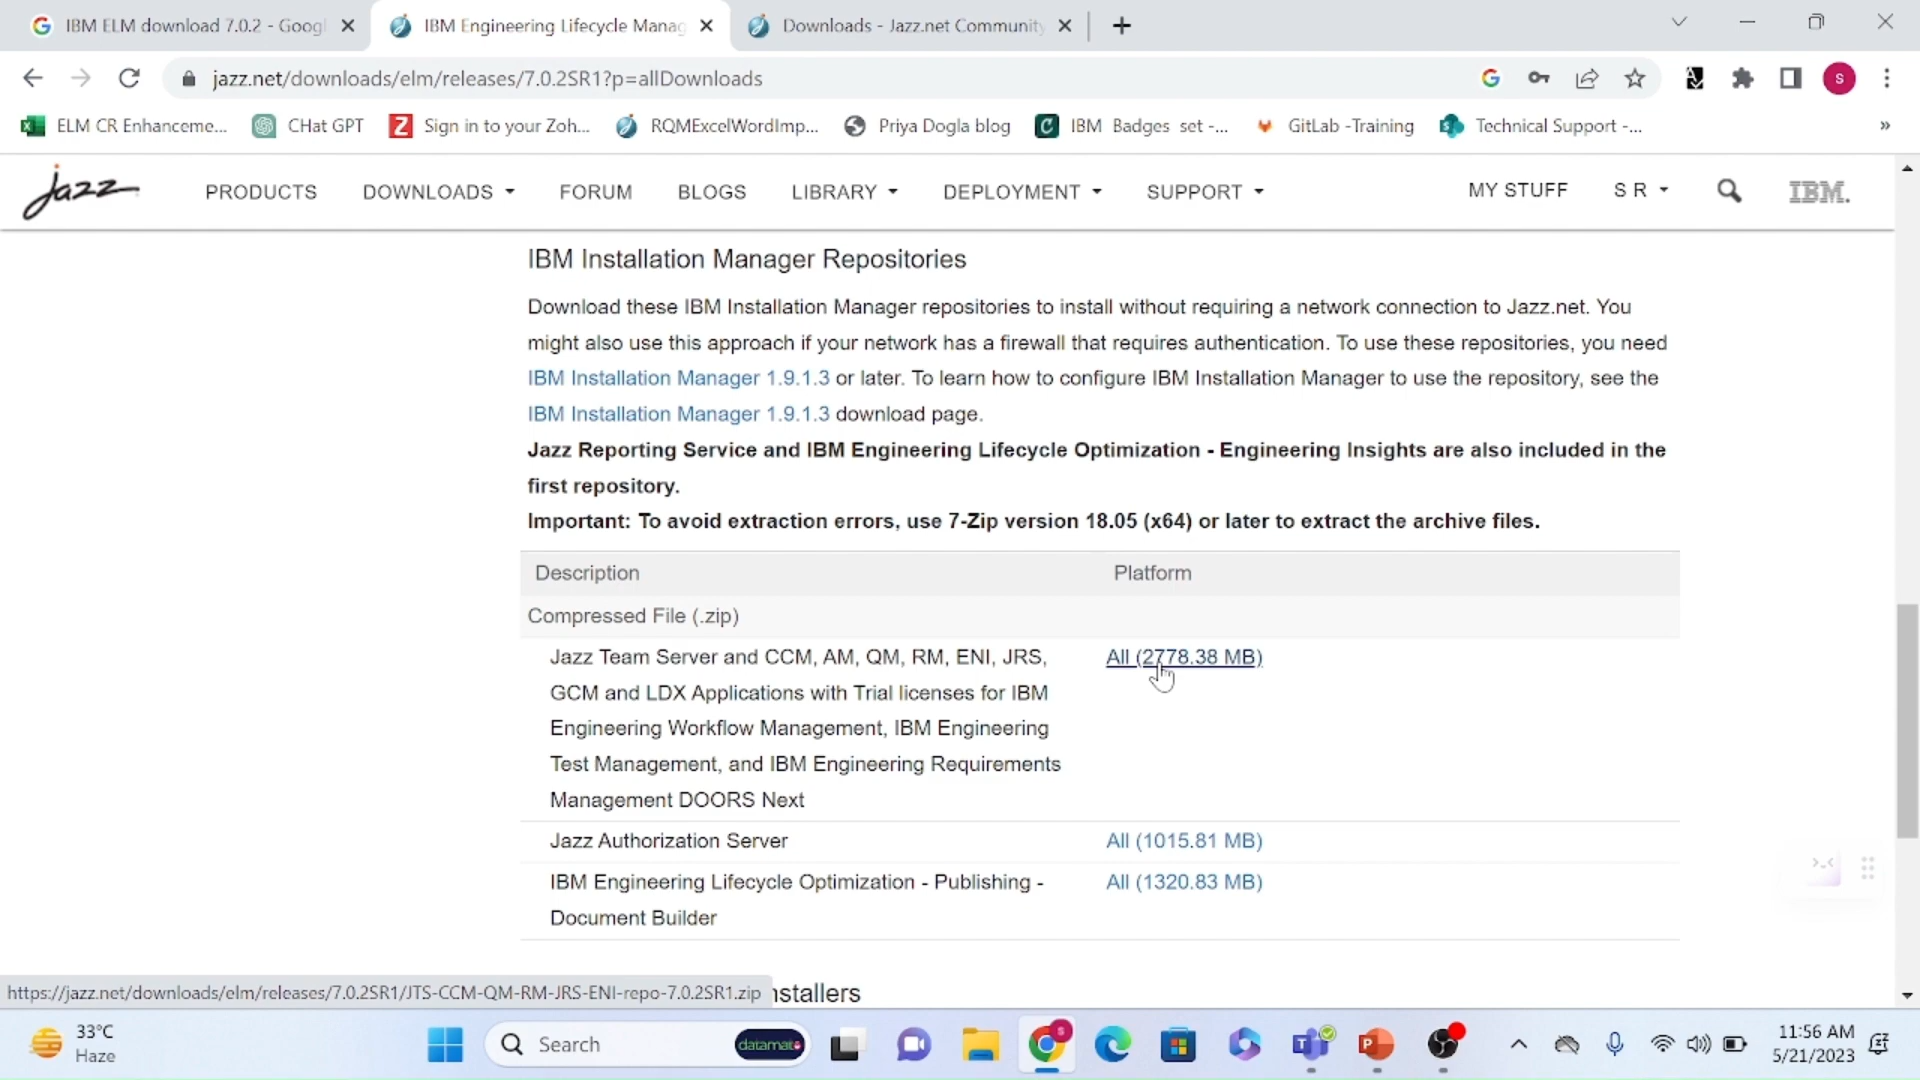 IBM ELM download 7.0.2 - Googl
IBM Engineering Lifecycle Manag
Downloads - Jazz.net Community
jazz.net/downloads/elm/releases/7.0.2SR1?p=allDownloads
S
ELM CR Enhanceme...
CHat GPT
Sign in to your Zoh...
RQMExcelWordImp...
Priya Dogla blog
IBM Badges set -...
GitLab -Training
Technical Support -...
»
jazz
PRODUCTS
DOWNLOADS
FORUM
BLOGS
LIBRARY
DEPLOYMENT
SUPPORT
MY STUFF
S R
IBM.
IBM Installation Manager Repositories
Download these IBM Installation Manager repositories to install without requiring a network connection to Jazz.net. You
might also use this approach if your network has a firewall that requires authentication. To use these repositories, you need
IBM Installation Manager 1.9.1.3 or later. To learn how to configure IBM Installation Manager to use the repository, see the
IBM Installation Manager 1.9.1.3 download page.
Jazz Reporting Service and IBM Engineering Lifecycle Optimization - Engineering Insights are also included in the
first repository.
Important: To avoid extraction errors, use 7-Zip version 18.05 (x64) or later to extract the archive files.
Description Platform
Compressed File (.zip)
Jazz Team Server and CCM, AM, QM, RM, ENI, JRS, All (2778.38 MB)
GCM and LDX Applications with Trial licenses for IBM
Engineering Workflow Management, IBM Engineering
Test Management, and IBM Engineering Requirements
Management DOORS Next
Jazz Authorization Server All (1015.81 MB)
IBM Engineering Lifecycle Optimization - Publishing - All (1320.83 MB)
Document Builder
https://jazz.net/downloads/elm/releases/7.0.2SR1/JTS-CCM-QM-RM-JRS-ENI-repo-7.0.2SR1.zip
nstallers
33°C
Haze
Search
datamato
11:56 AM
5/21/2023